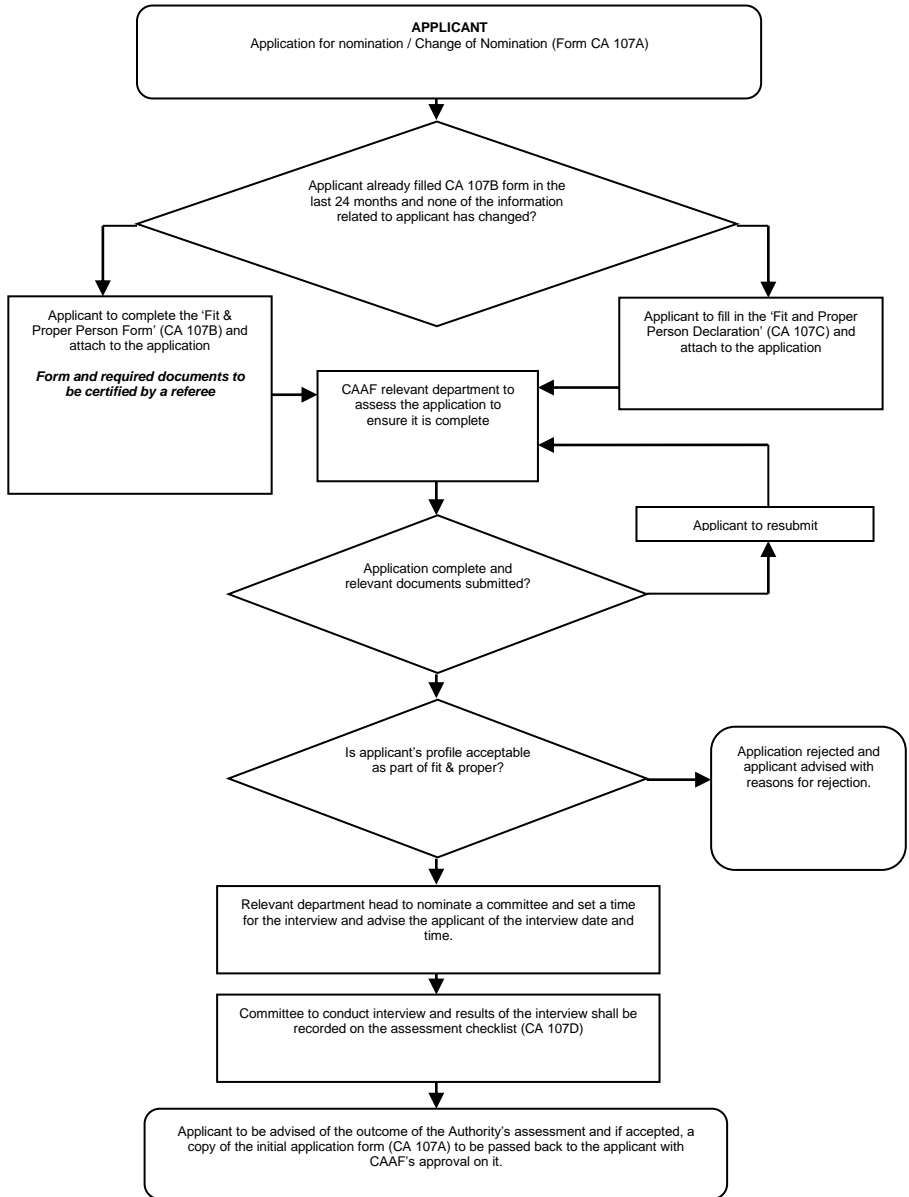 APPLICANT
Application for nomination / Change of Nomination (Form CA 107A)
Applicant already filled CA 107B form in the
last 24 months and none of the information
related to applicant has changed?
Applicant to complete the ‘Fit &
Proper Person Form’ (CA 107B) and
attach to the application
Form and required documents to
be certified by a referee
Applicant to fill in the ‘Fit and Proper
Person Declaration’ (CA 107C) and
attach to the application
CAAF relevant department to
assess the application to
ensure it is complete
Applicant to resubmit
Application complete and
relevant documents submitted?
Is applicant’s profile acceptable
as part of fit & proper?
Application rejected and
applicant advised with
reasons for rejection.
Relevant department head to nominate a committee and set a time
for the interview and advise the applicant of the interview date and
time.
Committee to conduct interview and results of the interview shall be
recorded on the assessment checklist (CA 107D)
Applicant to be advised of the outcome of the Authority’s assessment and if accepted, a
copy of the initial application form (CA 107A) to be passed back to the applicant with
CAAF’s approval on it.